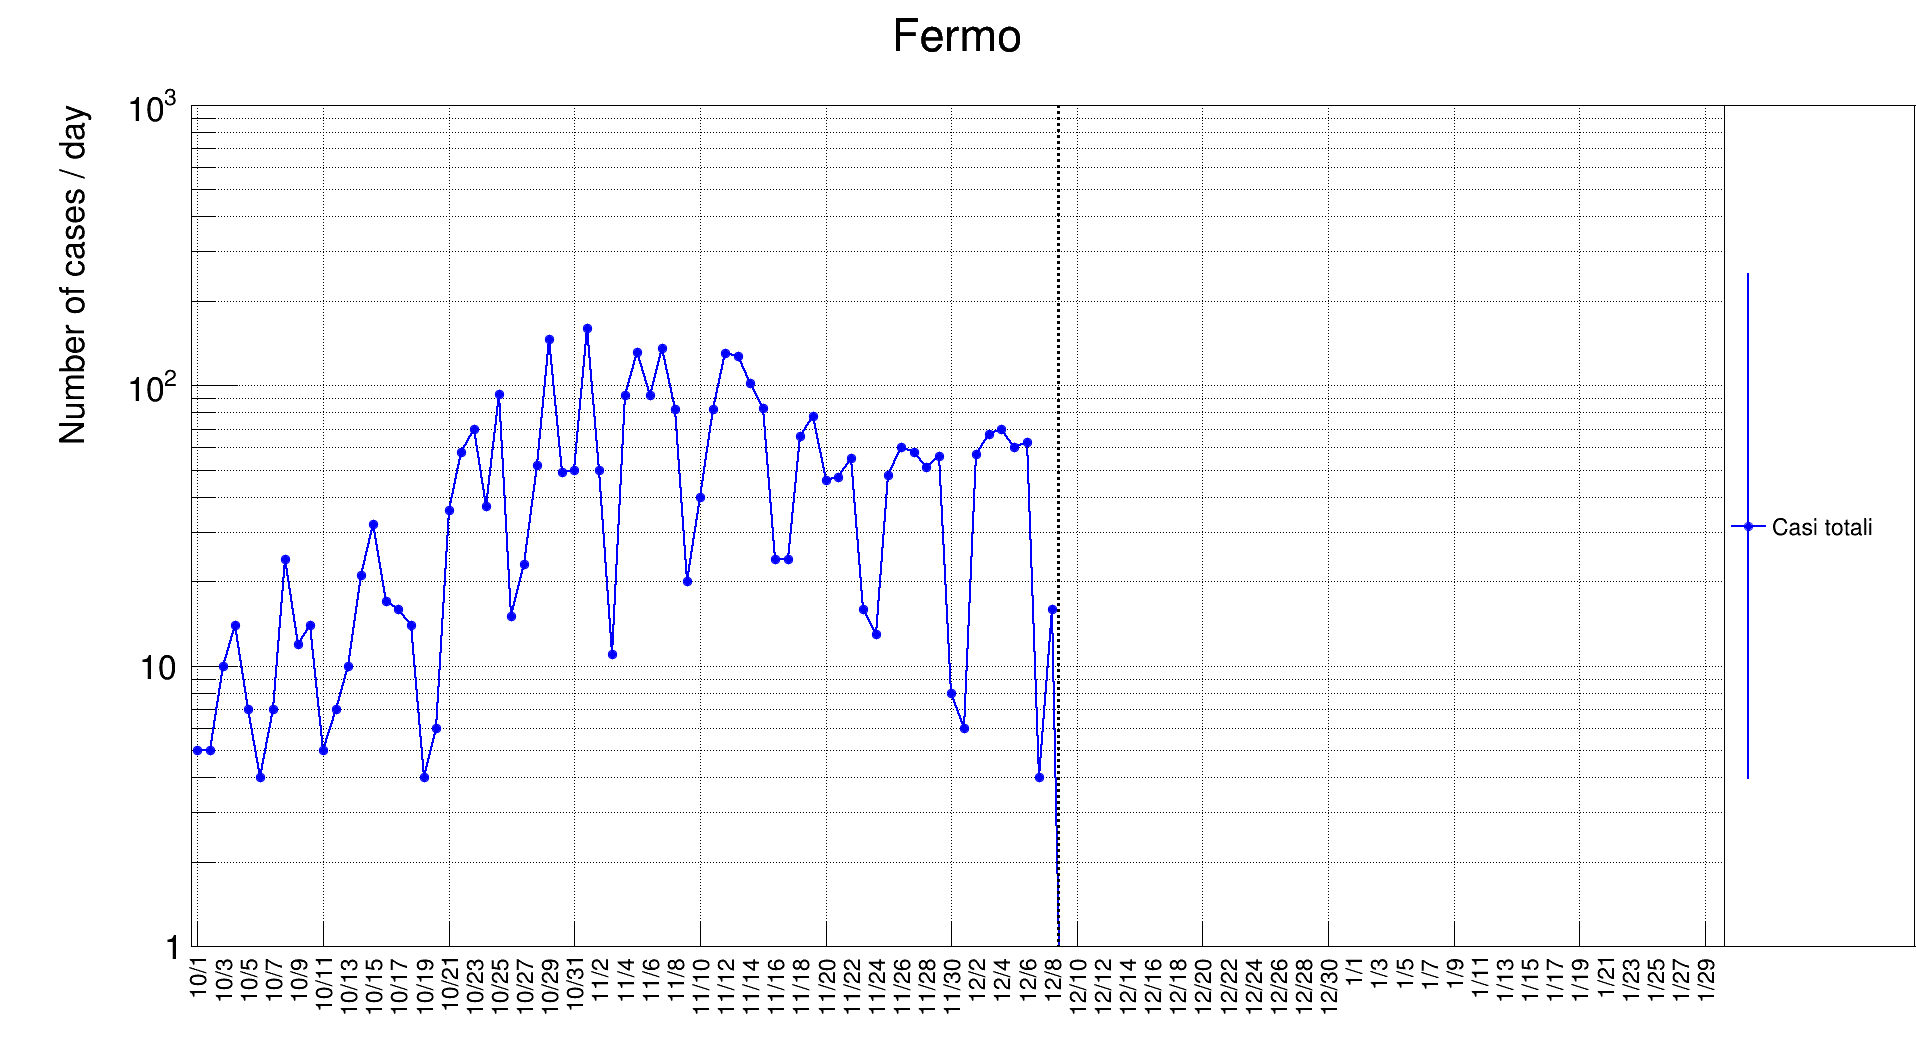 Fermo
Number of cases / day
10³
10²
10
1
10/1 10/3 10/5 10/7 10/9 10/11 10/13 10/15 10/17 10/19 10/21 10/23 10/25 10/27 10/29 10/31 11/2 11/4 11/6 11/8 11/10 11/12 11/14 11/16 11/18 11/20 11/22 11/24 11/26 11/28 11/30 12/2 12/4 12/6 12/8 12/10 12/12 12/14 12/16 12/18 12/20 12/22 12/24 12/26 12/28 12/30 1/1 1/3 1/5 1/7 1/9 1/11 1/13 1/15 1/17 1/19 1/21 1/23 1/25 1/27 1/29
Casi totali